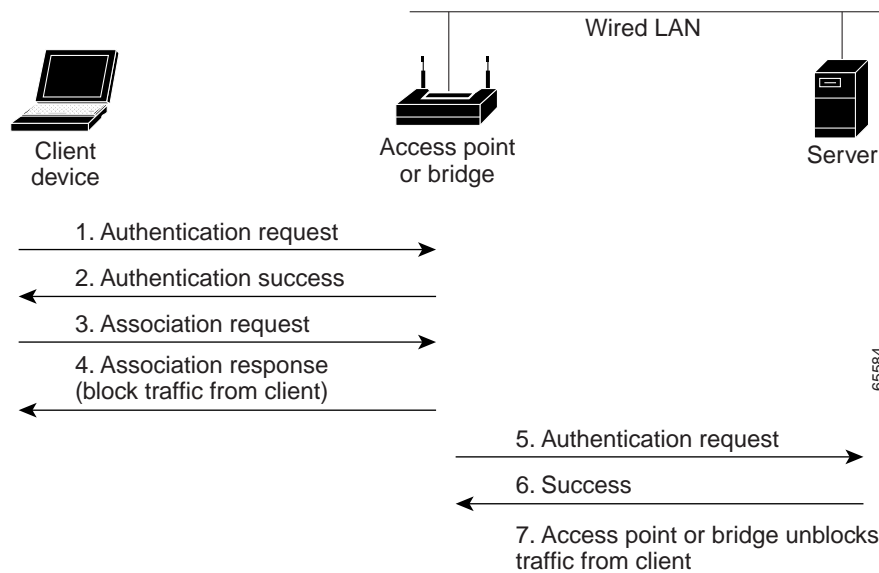 Wired LAN
Client
device
Access point
or bridge
Server
1. Authentication request
2. Authentication success
3. Association request
4. Association response
(block traffic from client)
65584
5. Authentication request
6. Success
7. Access point or bridge unblocks
traffic from client